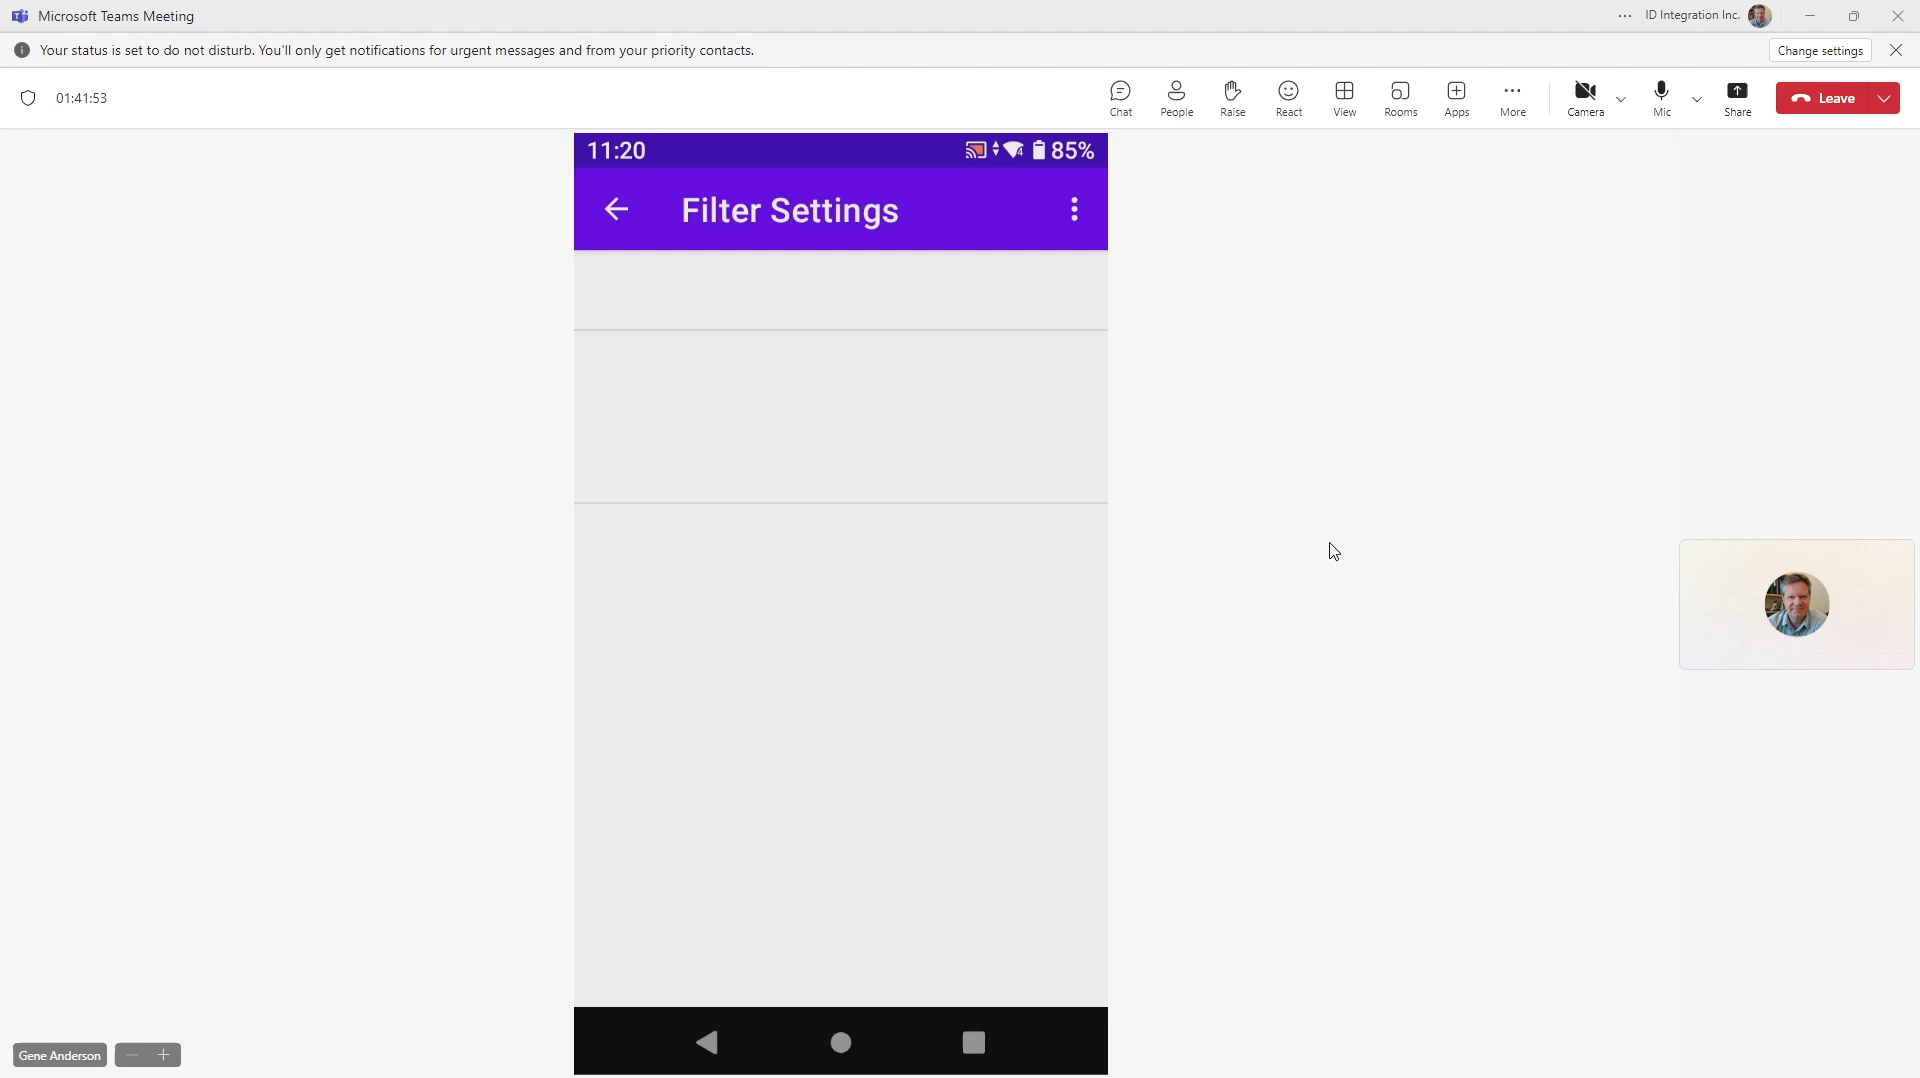 Microsoft Teams Meeting
ID Integration Inc.
Your status is set to do not disturb. You'll only get notifications for urgent messages and from your priority contacts.
Change settings
01:41:53
Chat
People
Raise
React
View
Rooms
Apps
More
Camera
Mic
Share
Leave
11:20
85%
Filter Settings
Gene Anderson